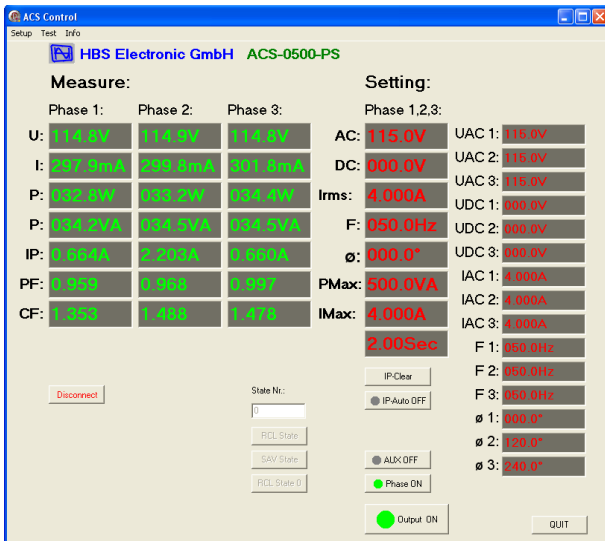 ACS Control
Setup Test Info
HBS Electronic GmbH ACS-0500-PS
Measure: Setting:
Phase 1: Phase 2: Phase 3: Phase 1,2,3:
U: 114.8V 114.9V 114.8V AC: 115.0V UAC 1: 115.0V
UAC 2: 115.0V
I: 297.9mA 299.8mA 301.8mA DC: 000.0V
UAC 3: 115.0V
P: 032.8W 033.2W 034.4W Irms: 4.000A
UDC 1: 000.0V
P: 034.2VA 034.5VA 034.5VA F: 050.0Hz UDC 2: 000.0V
IP: 0.664A 2.203A 0.660A ø: 000.0° UDC 3: 000.0V
IAC 1: 4.000A
PF: 0.959 0.968 0.997 PMax: 500.0VA
IAC 2: 4.000A
CF: 1.353 1.488 1.478 IMax: 4.000A
IAC 3: 4.000A
2.00Sec F 1: 050.0Hz
IP-Clear F 2: 050.0Hz
Disconnect State Nr.: F 3: 050.0Hz
0 IP-Auto OFF
ø 1: 000.0°
RCL State ø 2: 120.0°
SAV State AUX OFF ø 3: 240.0°
RCL State 0 Phase ON
Output ON QUIT